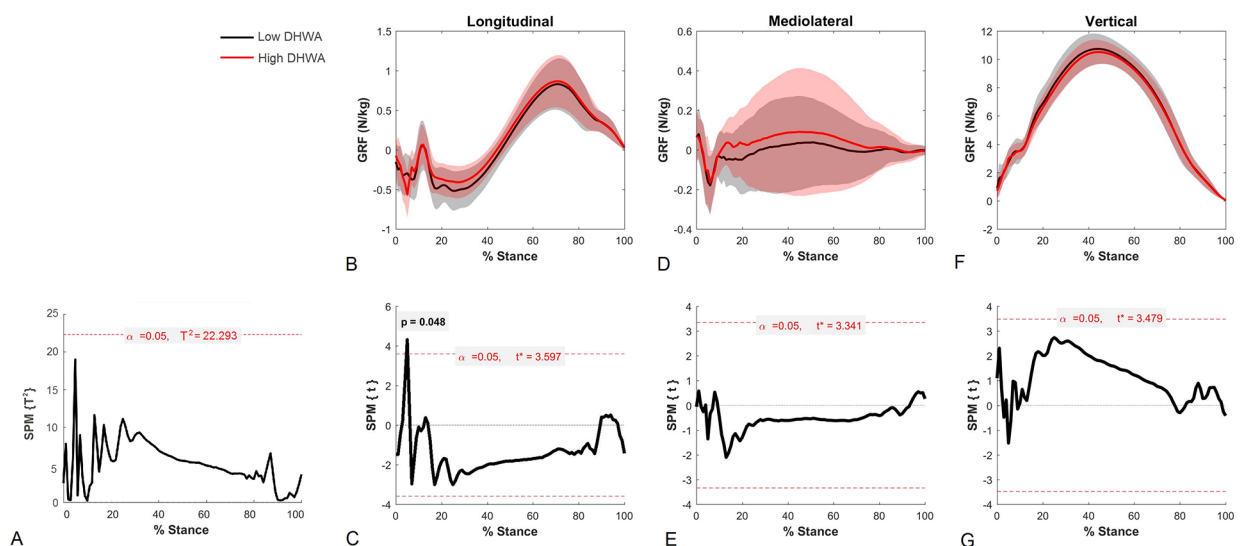 Low DHWA
High DHWA
Longitudinal
GRF (N/kg)
1.5
1
0.5
0
-0.5
-1
0 20 40 60 80 100
% Stance
B
Mediolateral
GRF (N/kg)
0.6
0.4
0.2
0
-0.2
0.4
0 20 40 60 80 100
% Stance
D
Vertical
GRF (N/kg)
12
10
8
6
4
2
0
-2
0 20 40 60 80 100
% Stance
F
SPM {T²}
25
20
15
10
5
0
α =0.05, T² = 22.293
0 20 40 60 80 100
% Stance
A
SPM { t }
6
4
2
0
-2
-4
p = 0.048
α =0.05, t* = 3.597
0 20 40 60 80 100
% Stance
C
SPM { t }
4
3
2
1
0
-1
-2
-3
-4
α =0.05, t* = 3.341
0 20 40 60 80 100
% Stance
E
SPM { t }
4
3
2
1
0
-1
-2
-3
-4
α =0.05, t* = 3.479
0 20 40 60 80 100
% Stance
G